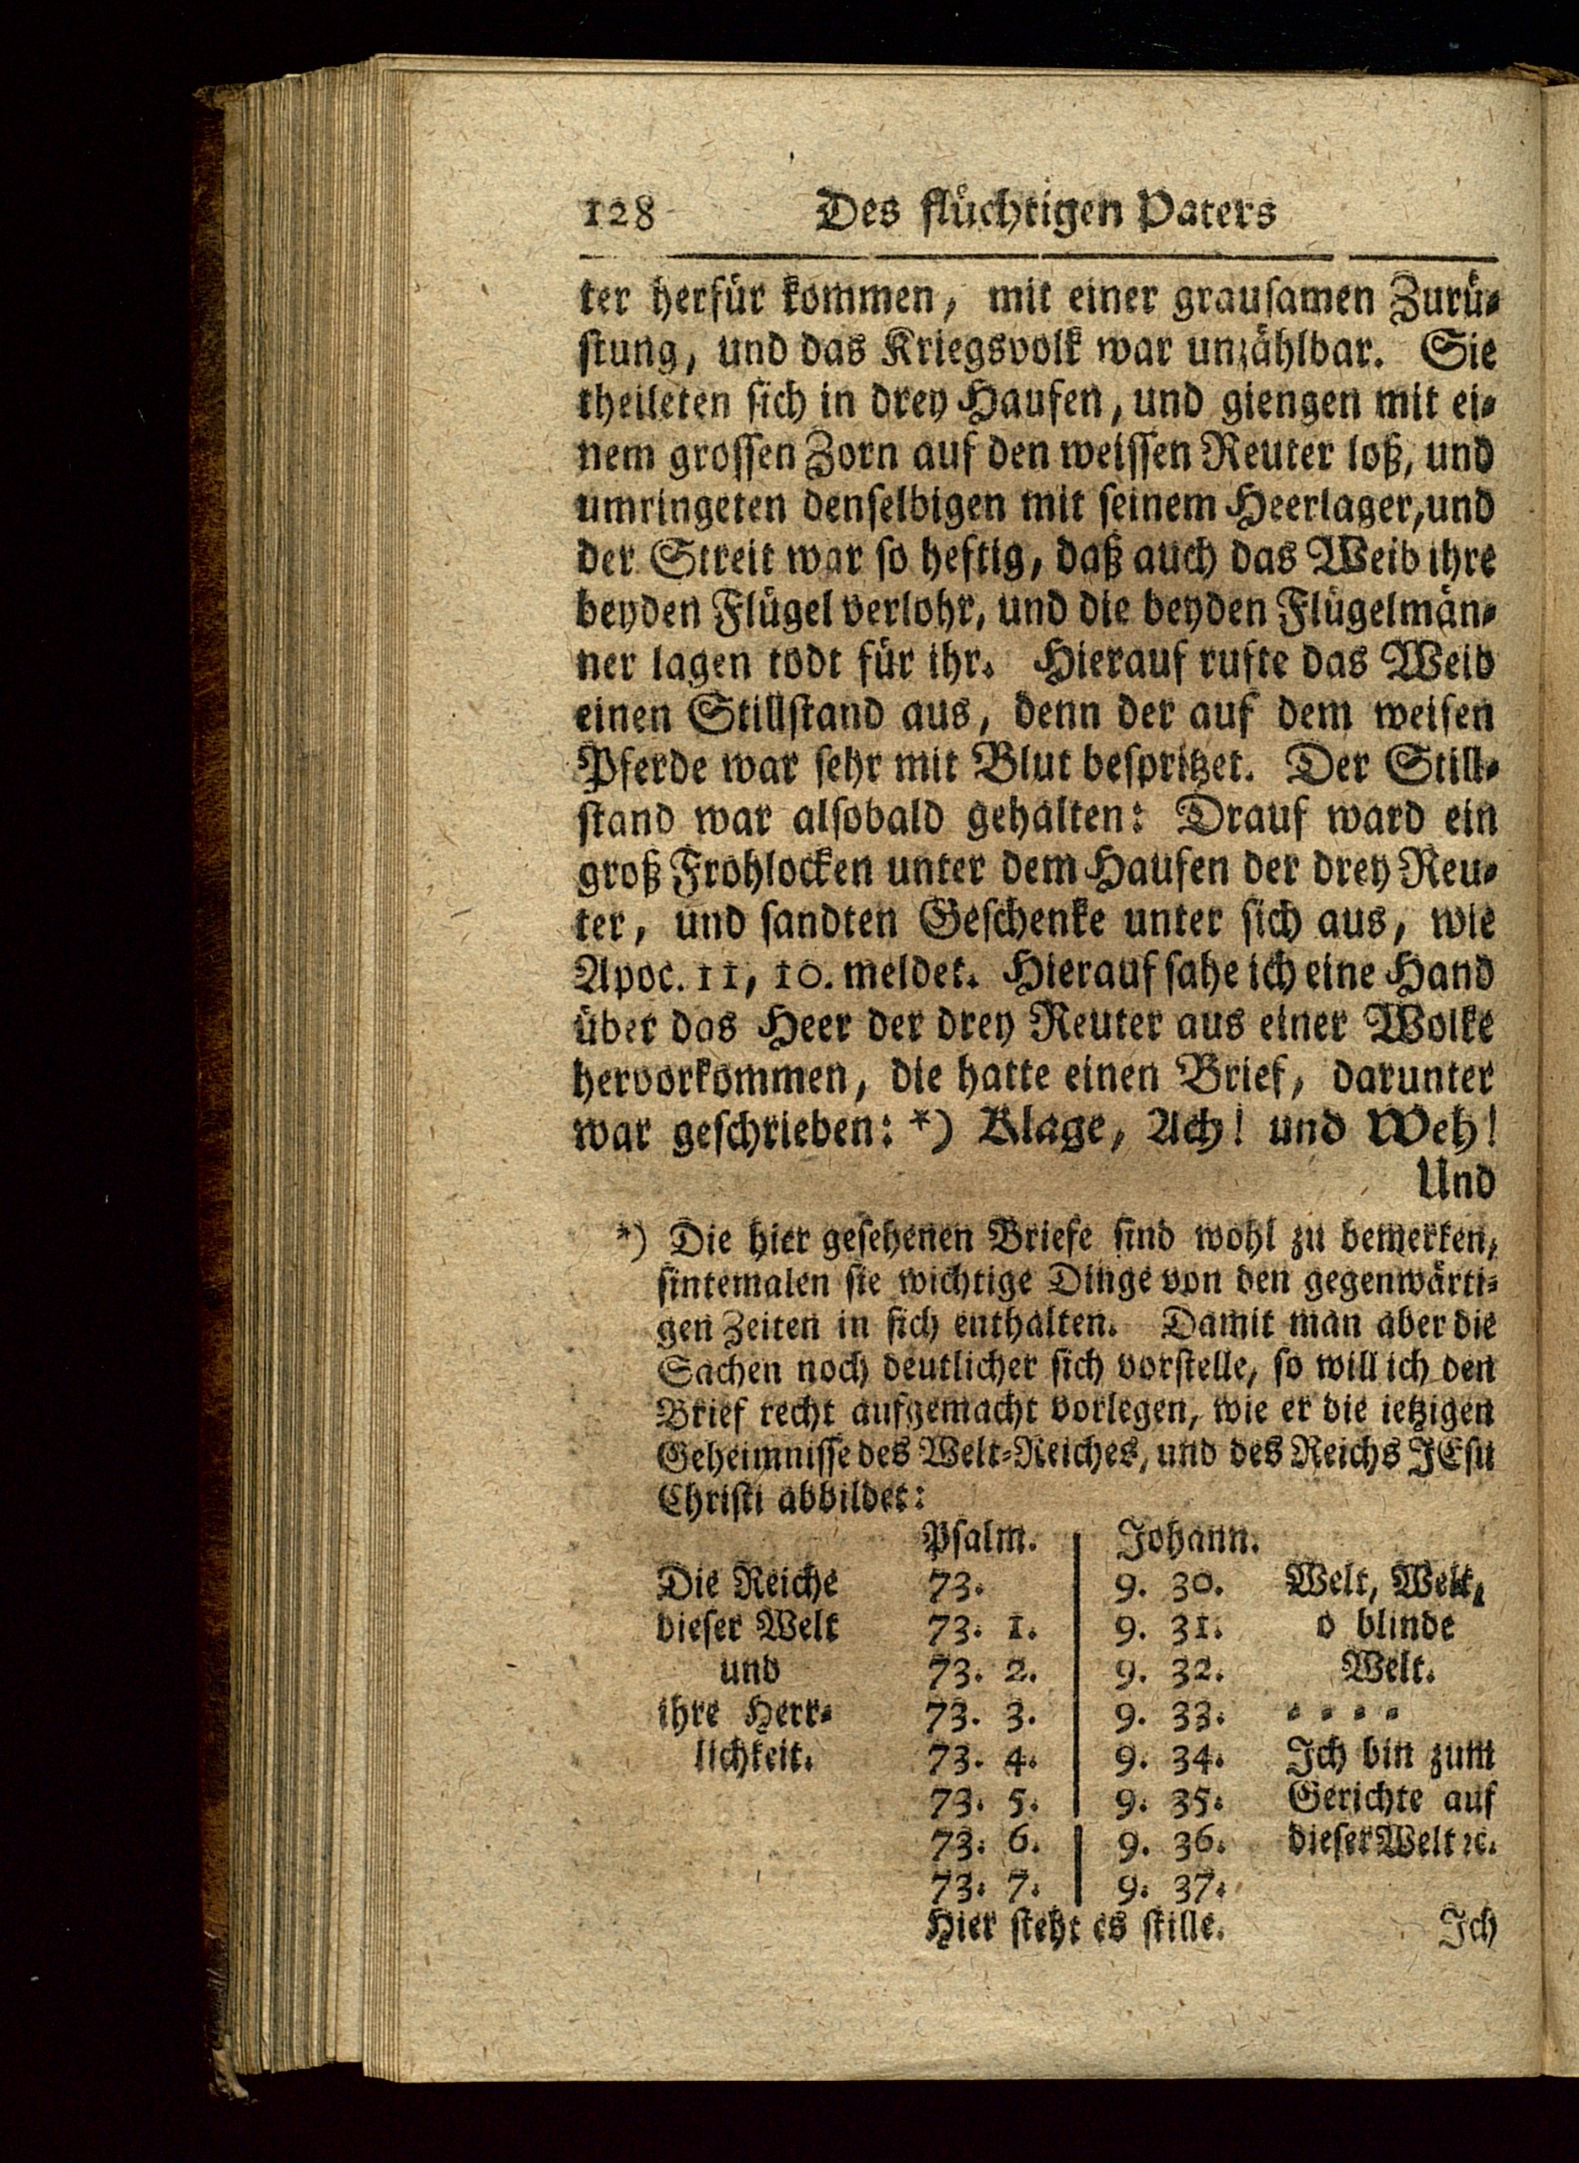 128 Des flüchtigen Paters
ter herfür kommen, mit einer grausamen Zurü-
stung, und das Kriegsvolk war unzählbar. Sie
theileten sich in drey Haufen, und giengen mit ei-
nem grossen Zorn auf den weissen Reuter loß, und
umringeten denselbigen mit seinem Heerlager, und
der Streit war so heftig, daß auch das Weib ihre
beyden Flügel verlohr, und die beyden Flügelmän-
ner lagen todt für ihr. Hierauf rufte das Weib
einen Stillstand aus, denn der auf dem weisen
Pferde war sehr mit Blut bespritzet. Der Still-
stand war alsobald gehalten: Drauf ward ein
groß Frohlocken unter dem Haufen der drey Reu-
ter, und sandten Geschenke unter sich aus, wie
Apoc. 11, 10. meldet. Hierauf sahe ich eine Hand
über das Heer der drey Reuter aus einer Wolke
hervorkommen, die hatte einen Brief, darunter
war geschrieben: *) Klage, Ach! und Weh!
Und
*) Die hier gesehenen Briefe sind wohl zu bemerken,
sintemalen sie wichtige Dinge von den gegenwärti-
gen Zeiten in sich enthalten. Damit man aber die
Sachen noch deutlicher sich vorstelle, so will ich den
Brief recht aufgemacht vorlegen, wie er die ietzigen
Geheimnisse des Welt-Reiches, und des Reichs JEsu
Christi abbildet:
Psalm. | Johann.
Die Reiche 73. | 9. 30. Welt, Welt,
dieser Welt 73. 1. | 9. 31. o blinde
und 73. 2. | 9. 32. Welt.
ihre Herr- 73. 3. | 9. 33. - - - -
lichkeit. 73. 4. | 9. 34. Ich bin zum
73. 5. | 9. 35. Gerichte auf
73. 6. | 9. 36. dieser Welt ꝛc.
73. 7. | 9. 37.
Hier steht es stille. Ich